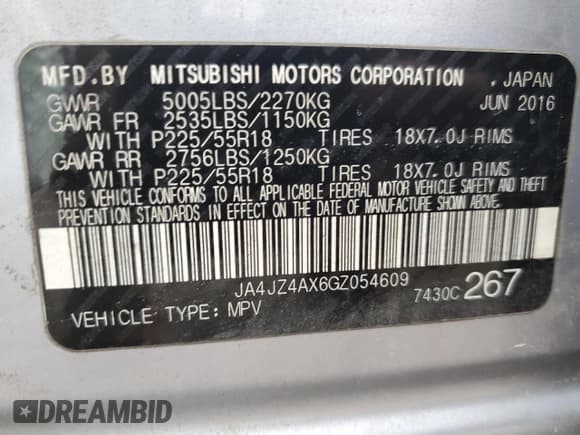 MFD.BY MITSUBISHI MOTORS CORPORATION . JAPAN
GVWR 5005LBS/2270KG JUN 2016
GAWR FR 2535LBS/1150KG
WITH P225/55R18 TIRES 18X7.0J RIMS
GAWR RR 2756LBS/1250KG
WITH P225/55R18 TIRES 18X7.0J RIMS
THIS VEHICLE CONFORMS TO ALL APPLICABLE FEDERAL MOTOR VEHICLE SAFETY AND THEFT
PREVENTION STANDARDS IN EFFECT ON THE DATE OF MANUFACTURE SHOWN ABOVE.
JA4JZ4AX6GZ054609
7430C 267
VEHICLE TYPE: MPV
DREAMBID